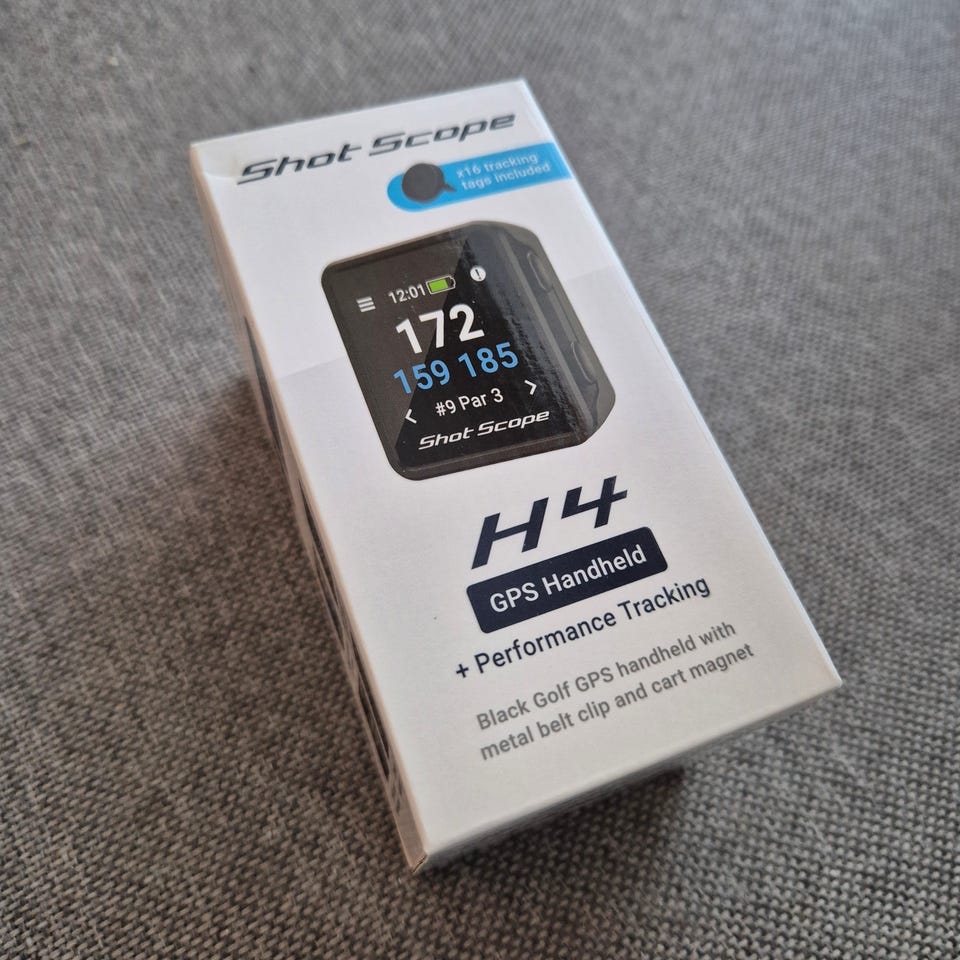 Shot Scope
x16 tracking
tags included
12:01
172
159 185
< #9 Par 3 >
Shot Scope
H4
GPS Handheld
+ Performance Tracking
Black Golf GPS handheld with
metal belt clip and cart magnet